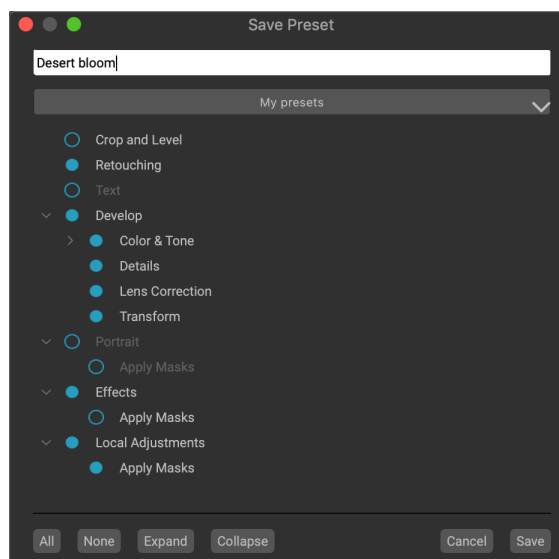 Save Preset
Desert bloom
My presets
Crop and Level
Retouching
Text
Develop
Color & Tone
Details
Lens Correction
Transform
Portrait
Apply Masks
Effects
Apply Masks
Local Adjustments
Apply Masks
All None Expand Collapse Cancel Save